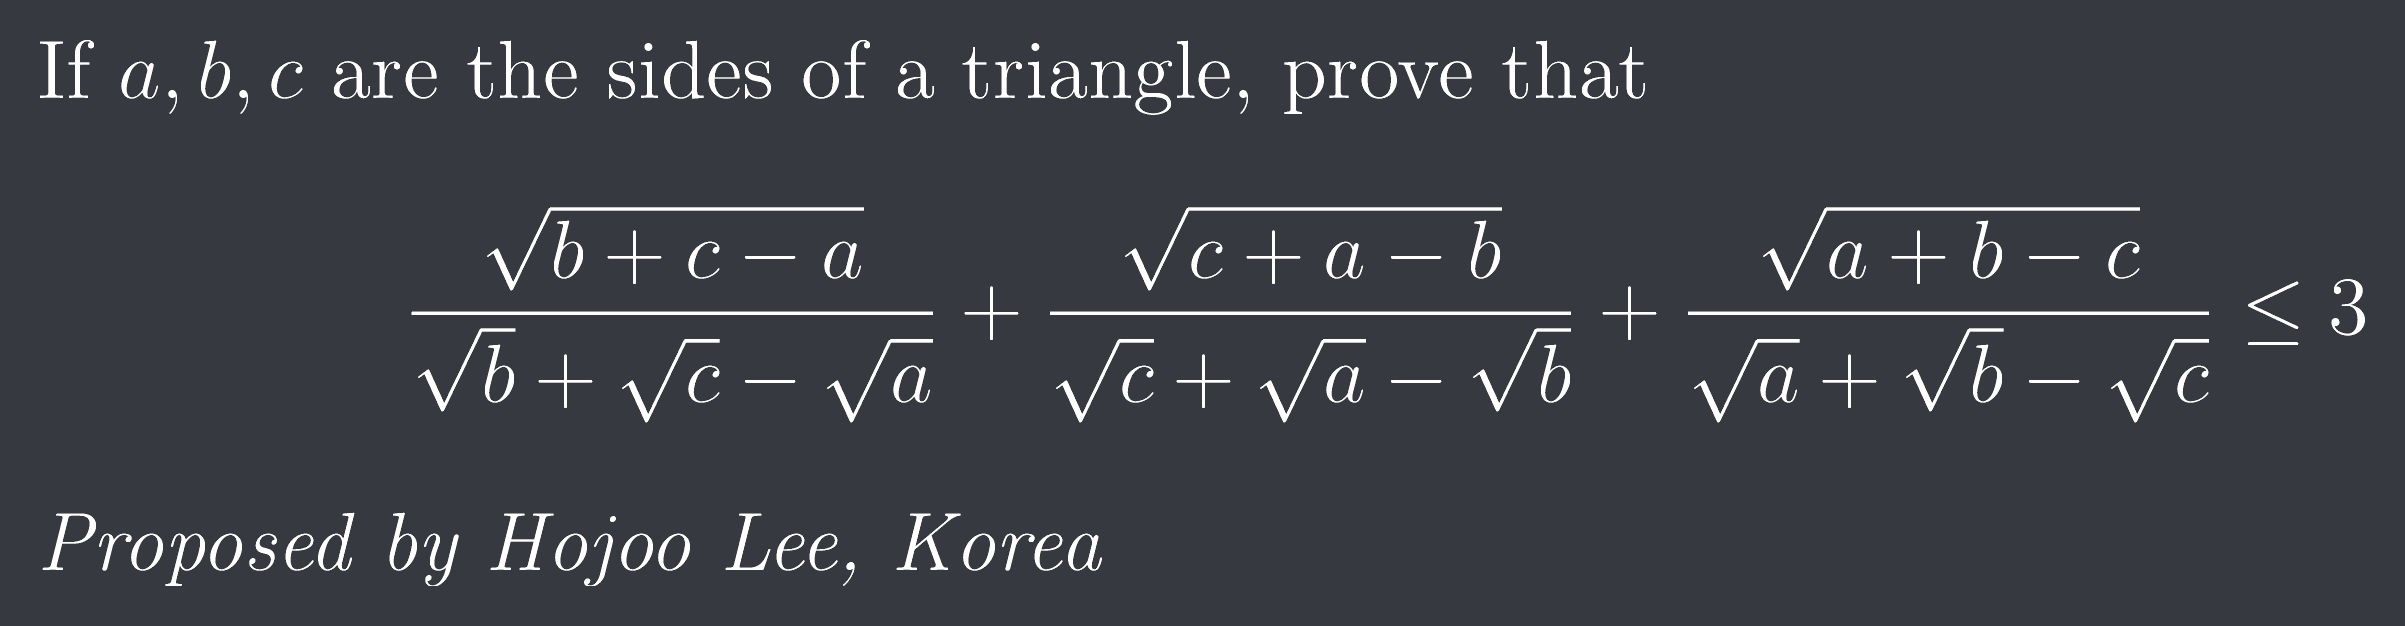 If a, b, c are the sides of a triangle, prove that
\frac{\sqrt{b+c-a}}{\sqrt{b}+\sqrt{c}-\sqrt{a}} + \frac{\sqrt{c+a-b}}{\sqrt{c}+\sqrt{a}-\sqrt{b}} + \frac{\sqrt{a+b-c}}{\sqrt{a}+\sqrt{b}-\sqrt{c}} \leq 3
Proposed by Hojoo Lee, Korea